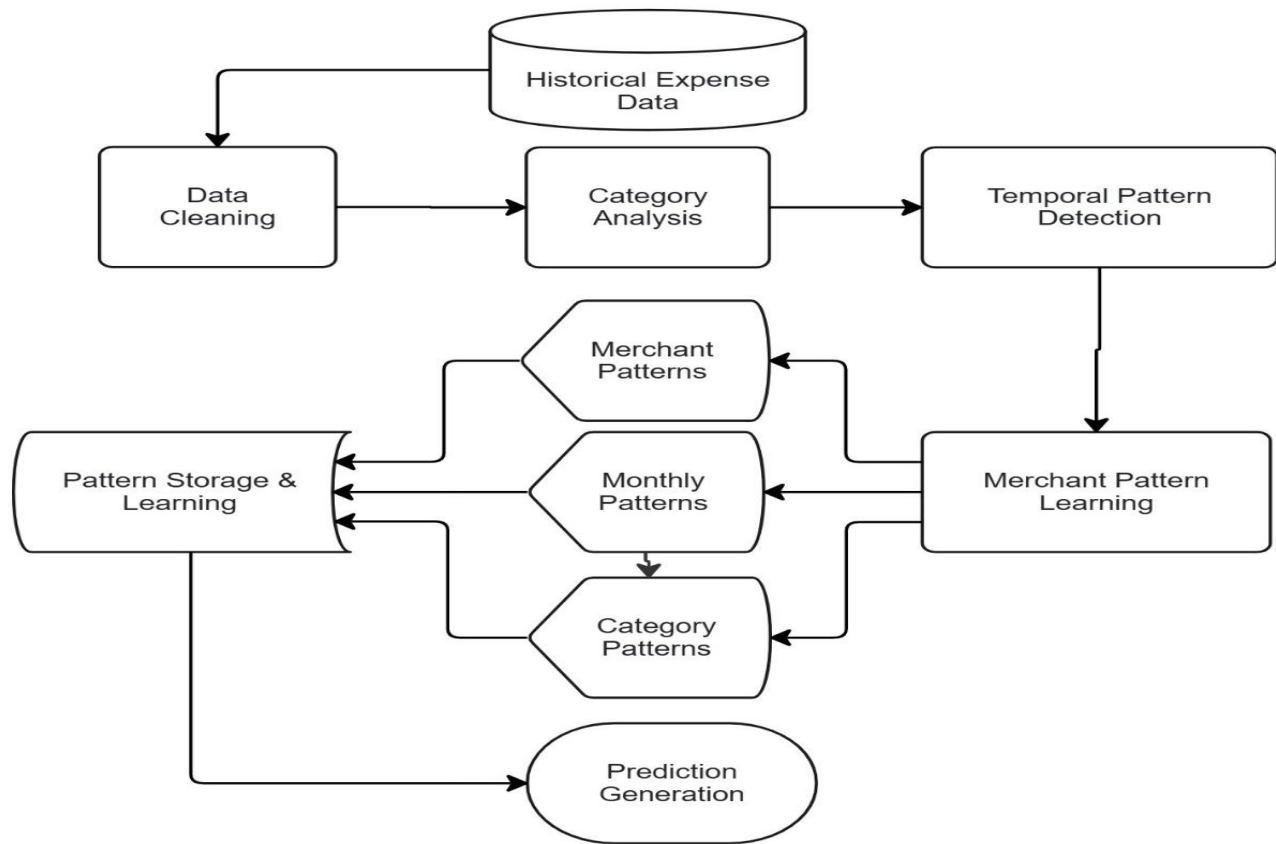 Historical Expense
Data
Data
Cleaning
Category
Analysis
Temporal Pattern
Detection
Merchant
Patterns
Pattern Storage &
Learning
Monthly
Patterns
Merchant Pattern
Learning
Category
Patterns
Prediction
Generation